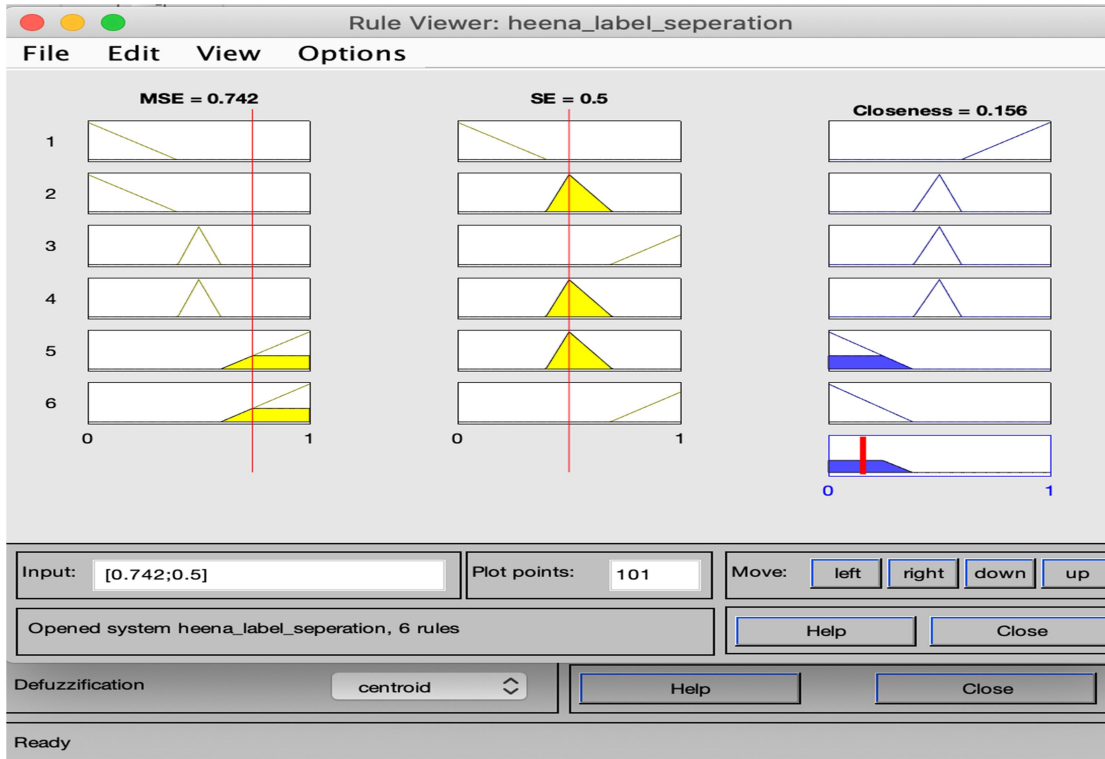 Rule Viewer: heena_label_seperation
File Edit View Options
MSE = 0.742 SE = 0.5 Closeness = 0.156
1
2
3
4
5
6
0 1 0 1
0 1
Input: [0.742;0.5] Plot points: 101 Move: left right down up
Opened system heena_label_seperation, 6 rules Help Close
Defuzzification centroid Help Close
Ready